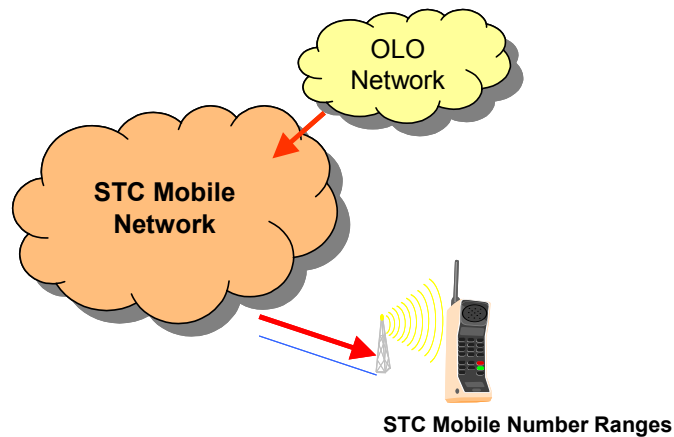 OLO
Network
STC Mobile
Network
STC Mobile Number Ranges